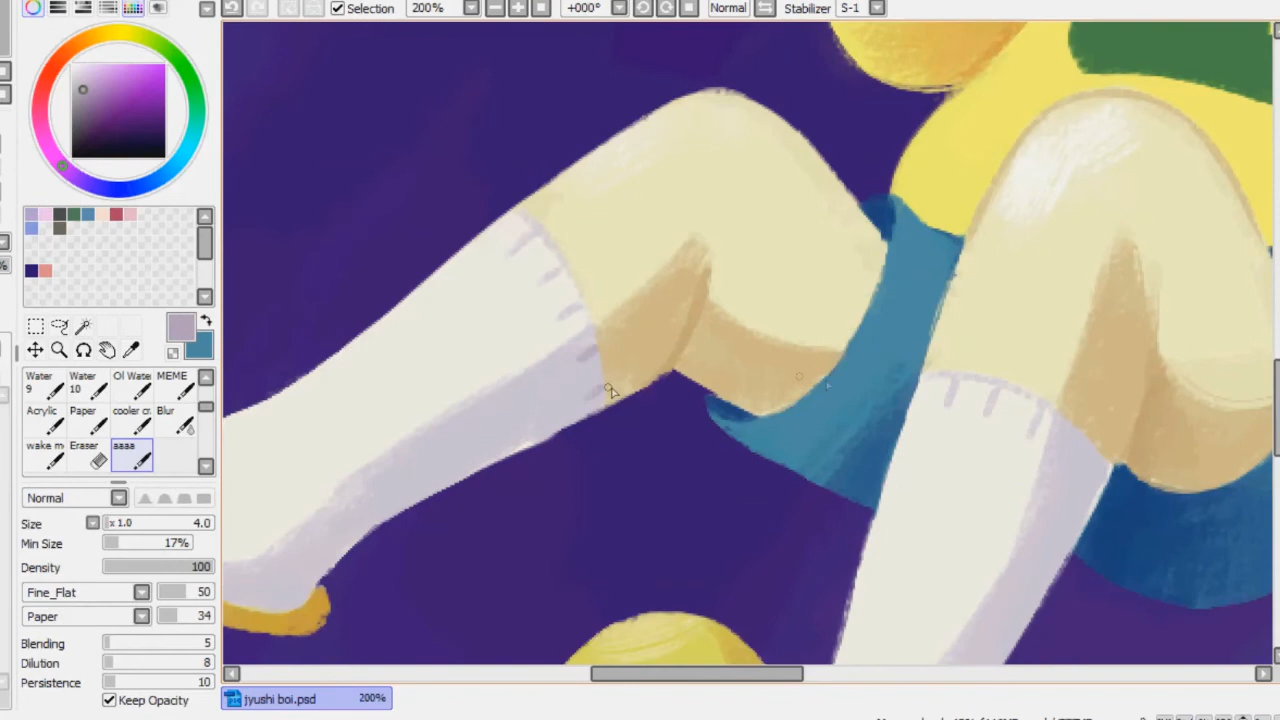 Selection 200% +000° Normal Stabilizer S-1
%
Water 9 Water 10 Ol Wate MEME
Acrylic Paper cooler cr. Blur
wake m Eraser aaaa
Normal
Size x 1.0 4.0
Min Size 17%
Density 100
Fine_Flat 50
Paper 34
Blending 5
Dilution 8
Persistence 10
Keep Opacity jyushi boi.psd 200%